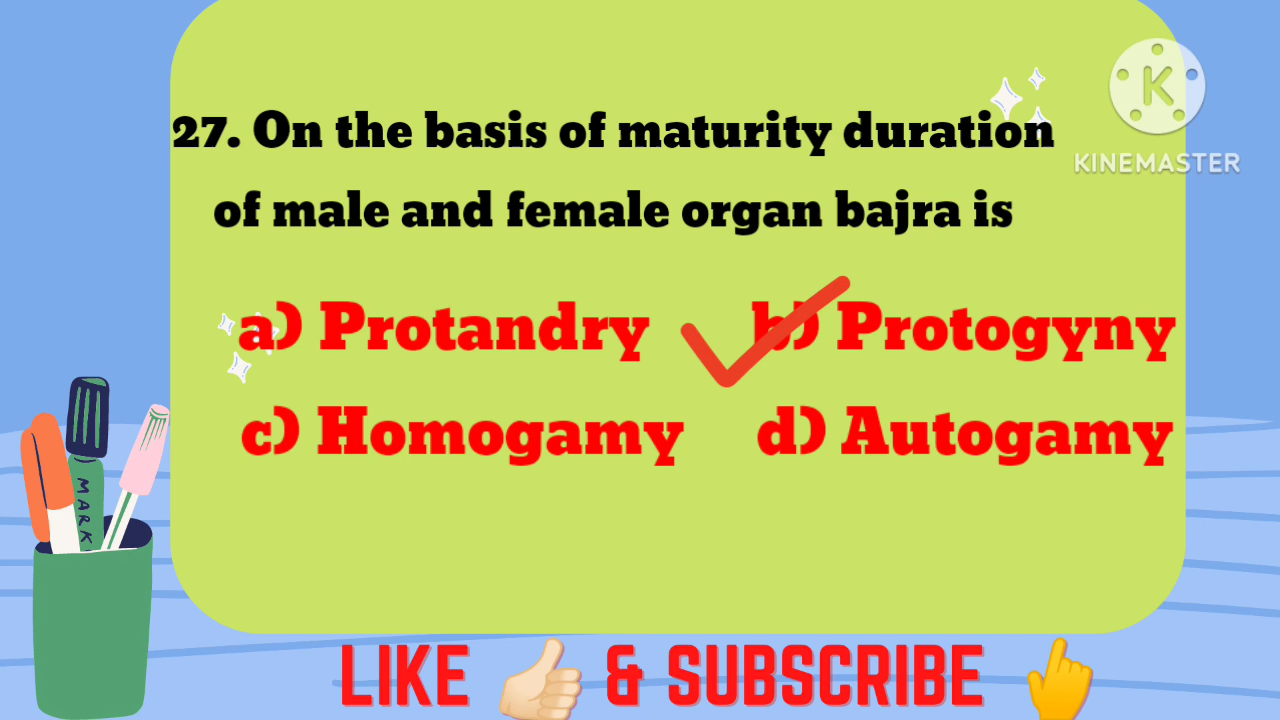 27. On the basis of maturity duration
of male and female organ bajra is
a) Protandry b) Protogyny
c) Homogamy d) Autogamy
K
KINEMASTER
MARK
LIKE & SUBSCRIBE